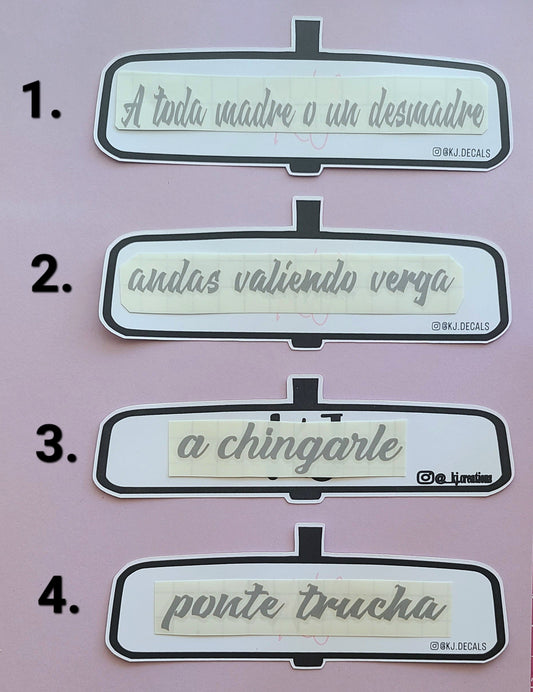 1.
A toda madre o un desmadre
@KJ.DECALS
2.
andas valiendo verga
@KJ.DECALS
3.
a chingarle
@_kj.creations
4.
ponte trucha
@KJ.DECALS